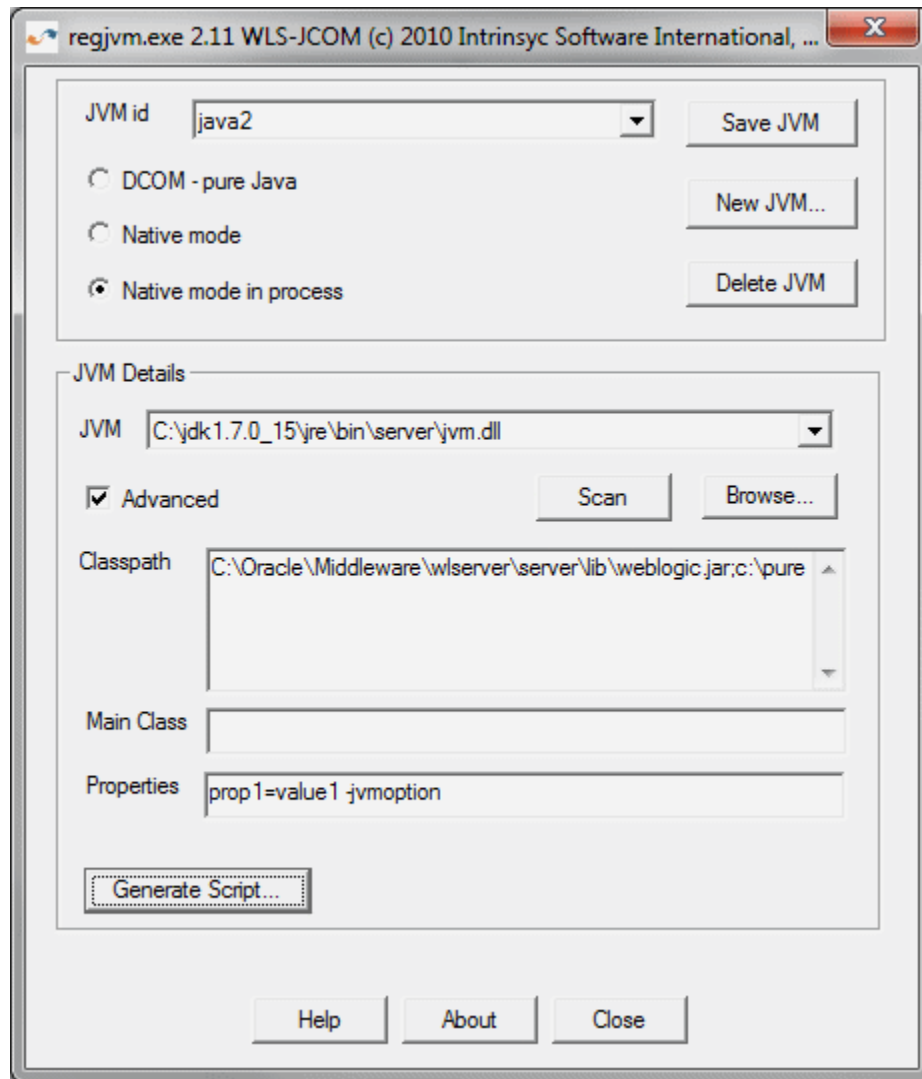 regjvm.exe 2.11 WLS-JCOM (c) 2010 Intrinsyc Software International, ...
JVM id
java2
Save JVM
DCOM - pure Java
New JVM...
Native mode
Native mode in process
Delete JVM
JVM Details
JVM
C:\jdk1.7.0_15\jre\bin\server\jvm.dll
Advanced
Scan
Browse...
Classpath
C:\Oracle\Middleware\wlserver\server\lib\weblogic.jar;c:\pure
Main Class
Properties
prop1=value1 -jvmoption
Generate Script...
Help
About
Close